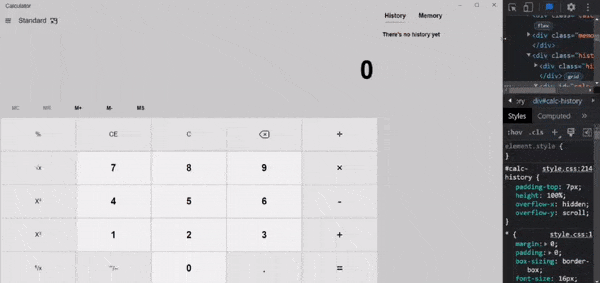 Calculator
Standard
History Memory
There's no history yet
0
MC MR M+ M- MS
% CE C ÷
√x 7 8 9 ×
X² 4 5 6 -
X³ 1 2 3 +
¹/x ⁺/- 0 . =
flex
<div class="memo
</div>
<div class="hist
<div class="calc
</div> grid
div#calc-history
Styles Computed
:hov .cls +
element.style {
}
#calc- style.css:214
history {
padding-top: 7px;
height: 100%;
overflow-x: hidden;
overflow-y: scroll;
}
* { style.css:1
margin: 0;
padding: 0;
box-sizing: border-
box;
font-size: 16px;